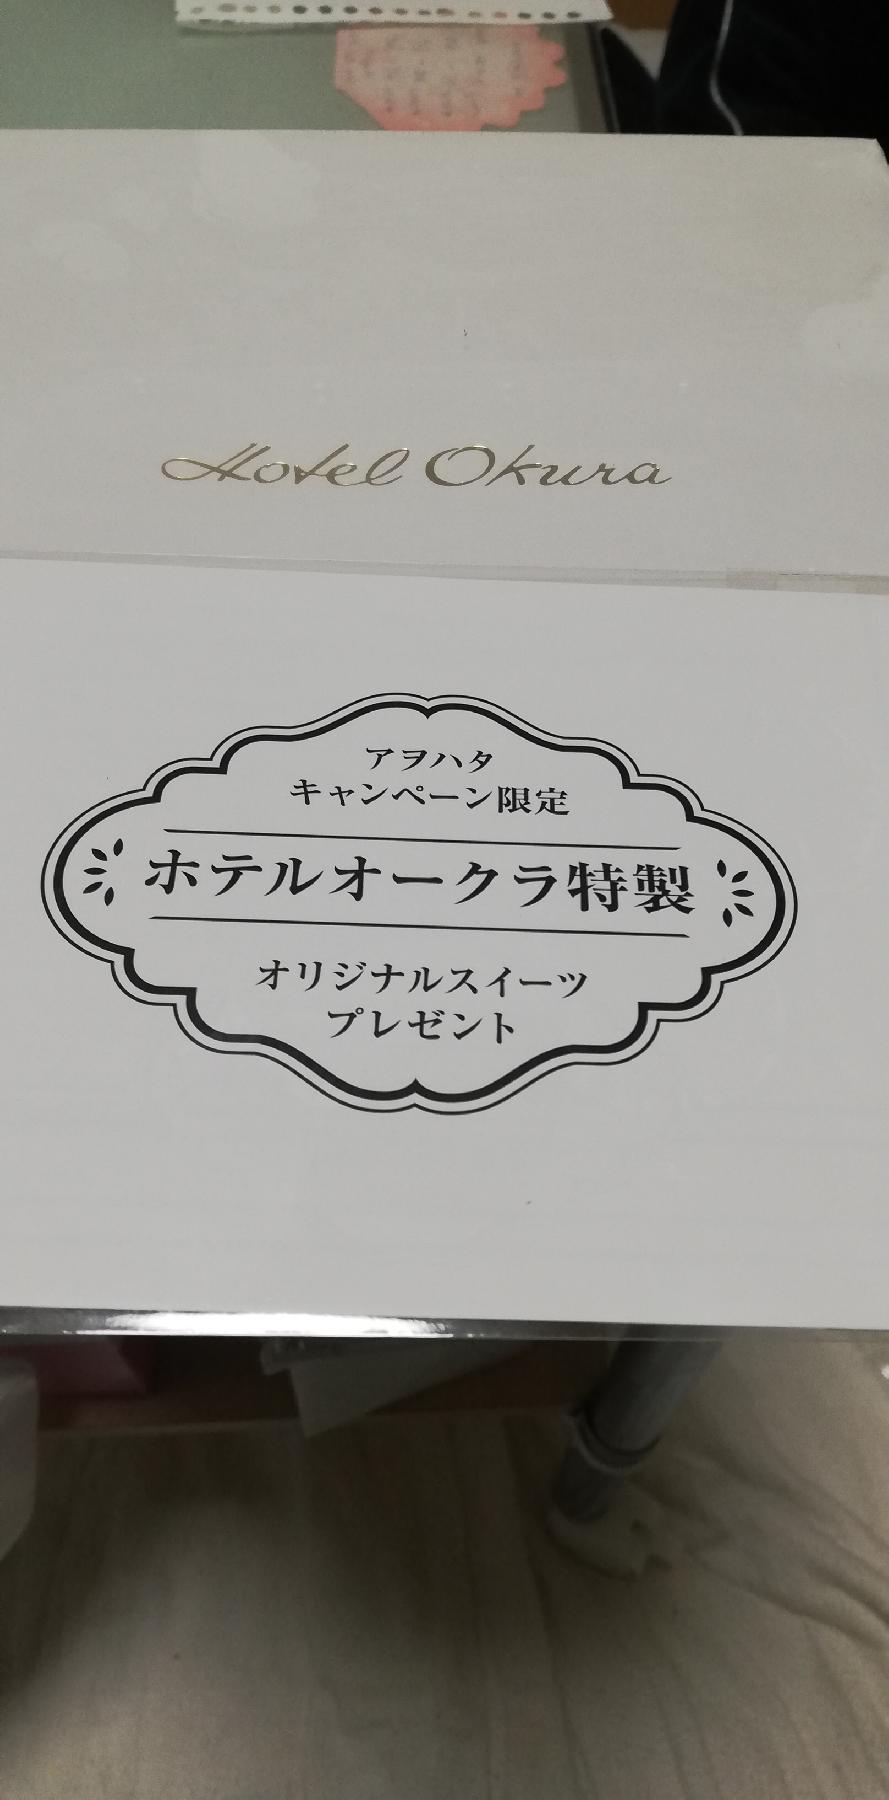 Hotel Okura
アヲハタ
キャンペーン限定
ホテルオークラ特製
オリジナルスイーツ
プレゼント